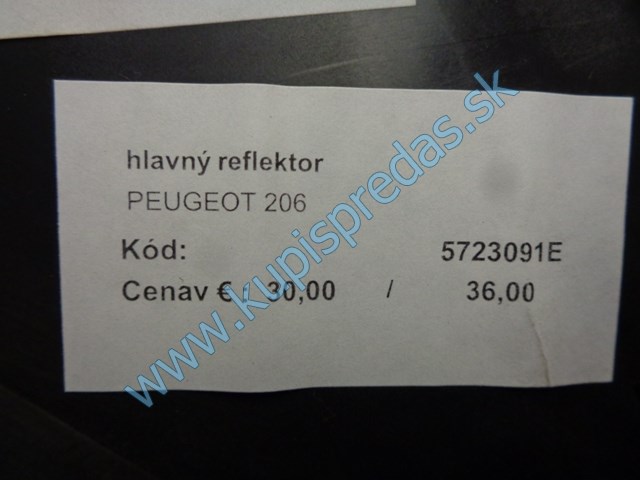 hlavný reflektor
PEUGEOT 206
Kód: 5723091E
Cenav € : 30,00 / 36,00
www.kupispredas.sk